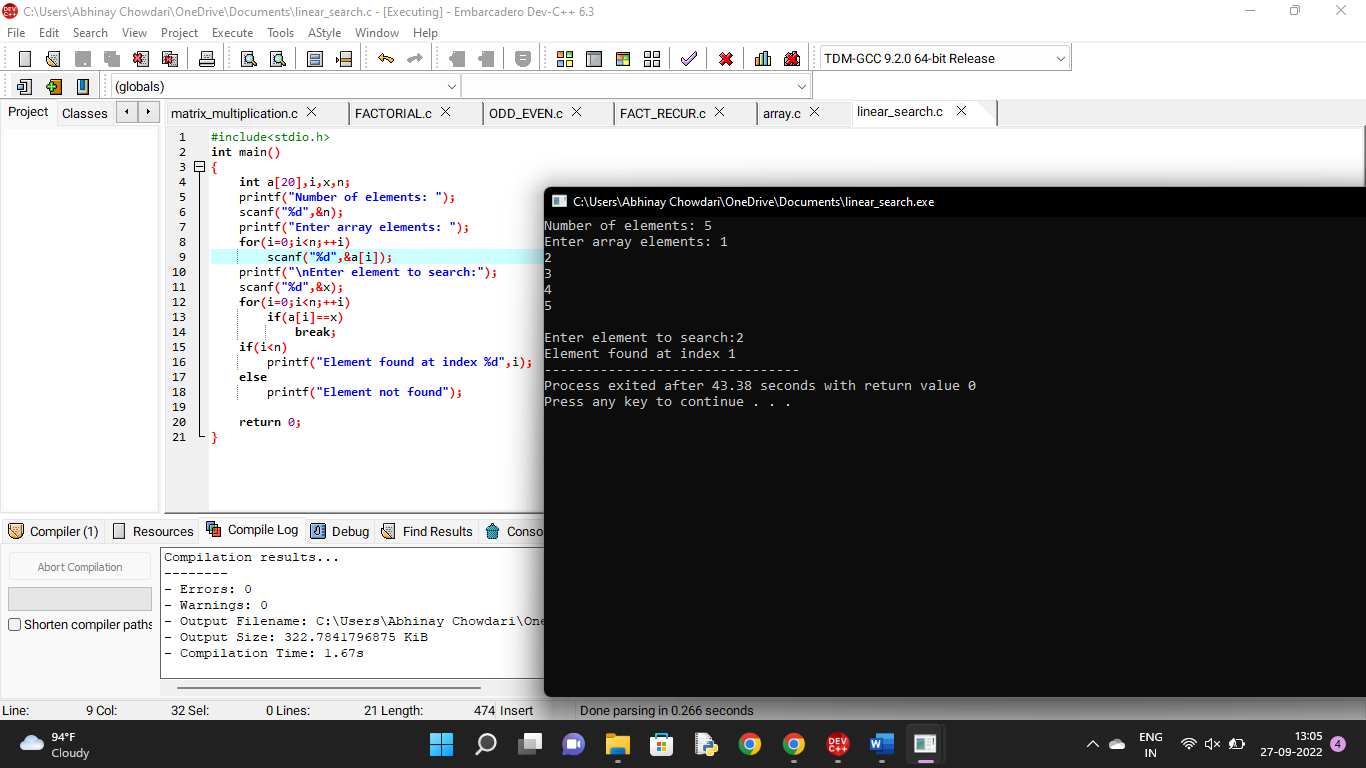 C:\Users\Abhinay Chowdari\OneDrive\Documents\linear_search.c - [Executing] - Embarcadero Dev-C++ 6.3
File Edit Search View Project Execute Tools AStyle Window Help
TDM-GCC 9.2.0 64-bit Release
(globals)
Project Classes matrix_multiplication.c FACTORIAL.c ODD_EVEN.c FACT_RECUR.c array.c linear_search.c
1 #include<stdio.h>
2 int main()
3 {
4 int a[20],i,x,n;
5 printf("Number of elements: ");
6 scanf("%d",&n);
7 printf("Enter array elements: ");
8 for(i=0;i<n;++i)
9 scanf("%d",&a[i]);
10 printf("\nEnter element to search:");
11 scanf("%d",&x);
12 for(i=0;i<n;++i)
13 if(a[i]==x)
14 break;
15 if(i<n)
16 printf("Element found at index %d",i);
17 else
18 printf("Element not found");
19
20 return 0;
21 }
C:\Users\Abhinay Chowdari\OneDrive\Documents\linear_search.exe
Number of elements: 5
Enter array elements: 1
2
3
4
5
Enter element to search:2
Element found at index 1
--------------------------------
Process exited after 43.38 seconds with return value 0
Press any key to continue . . .
Compiler (1) Resources Compile Log Debug Find Results Conso
Abort Compilation
Shorten compiler paths
Compilation results...
--------
- Errors: 0
- Warnings: 0
- Output Filename: C:\Users\Abhinay Chowdari\One
- Output Size: 322.7841796875 KiB
- Compilation Time: 1.67s
Line: 9 Col: 32 Sel: 0 Lines: 21 Length: 474 Insert Done parsing in 0.266 seconds
94°F
Cloudy
DEV
C++
W
ENG
IN
13:05
27-09-2022
4